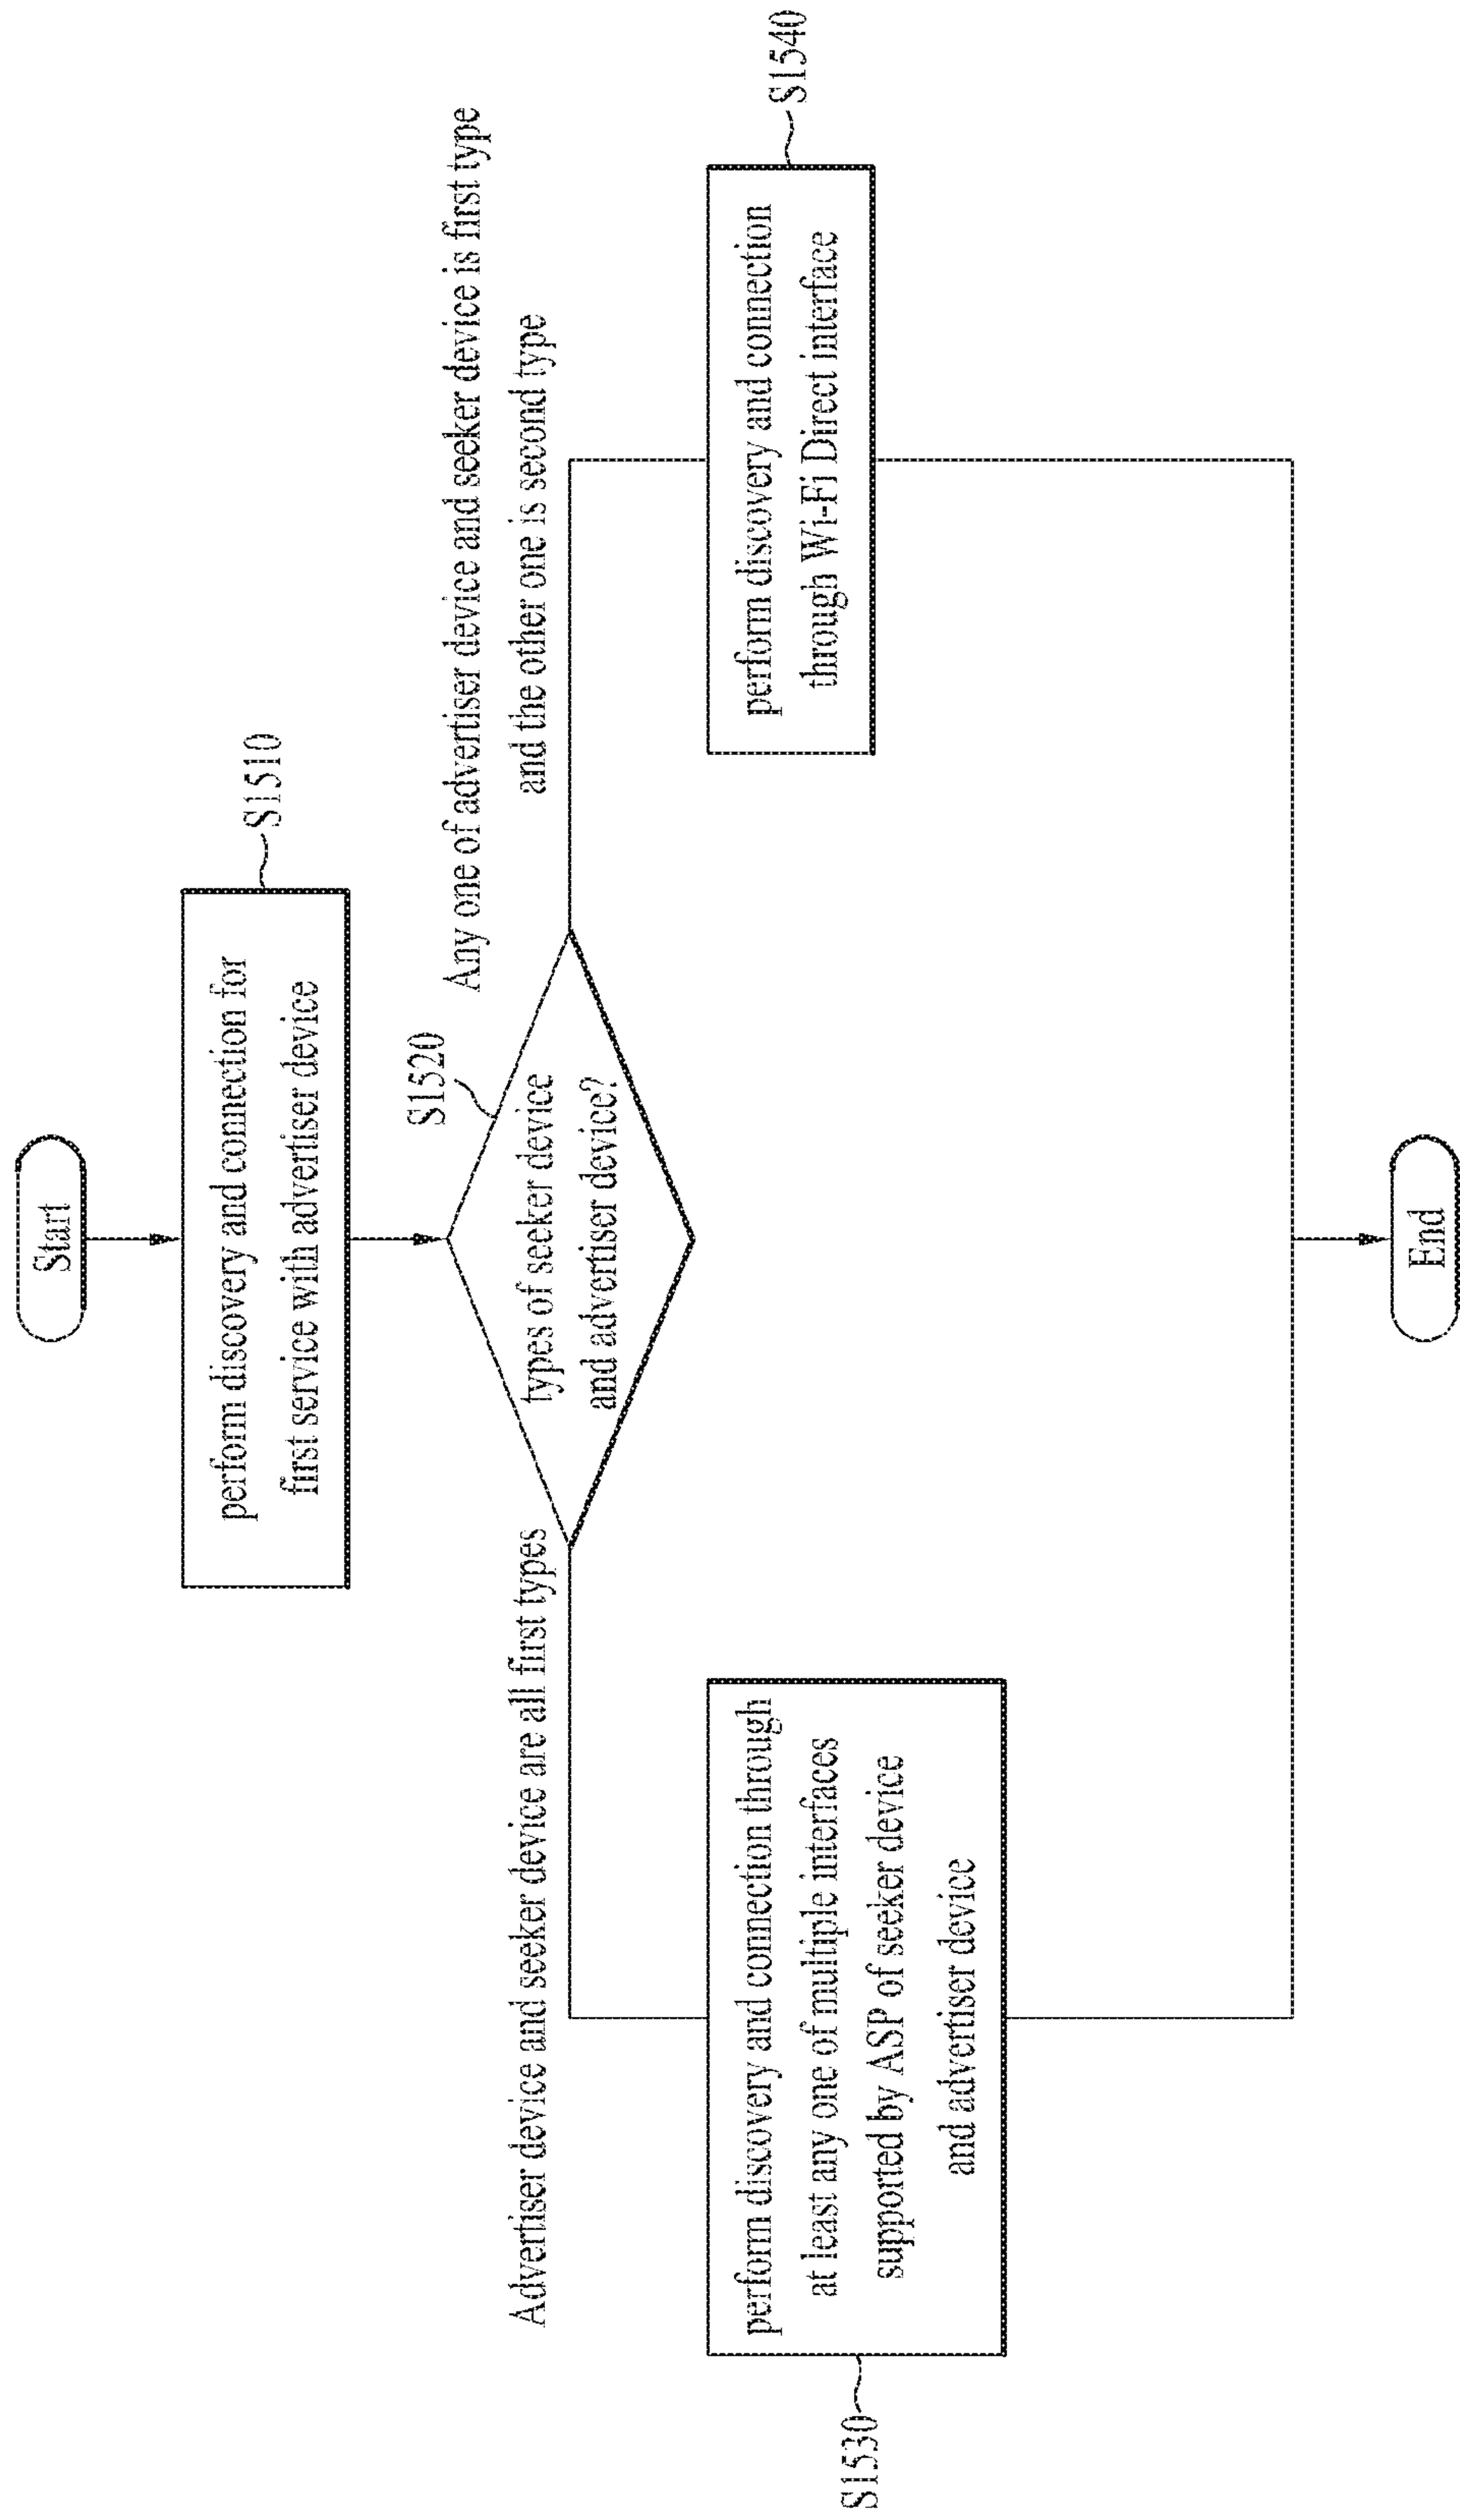 Start
perform discovery and connection for
first service with advertiser device
S1510
S1520
types of seeker device
and advertiser device?
Advertiser device and seeker device are all first types
Any one of advertiser device and seeker device is first type
and the other one is second type
S1530
perform discovery and connection through
at least any one of multiple interfaces
supported by ASP of seeker device
and advertiser device
perform discovery and connection
through Wi-Fi Direct interface
S1540
End